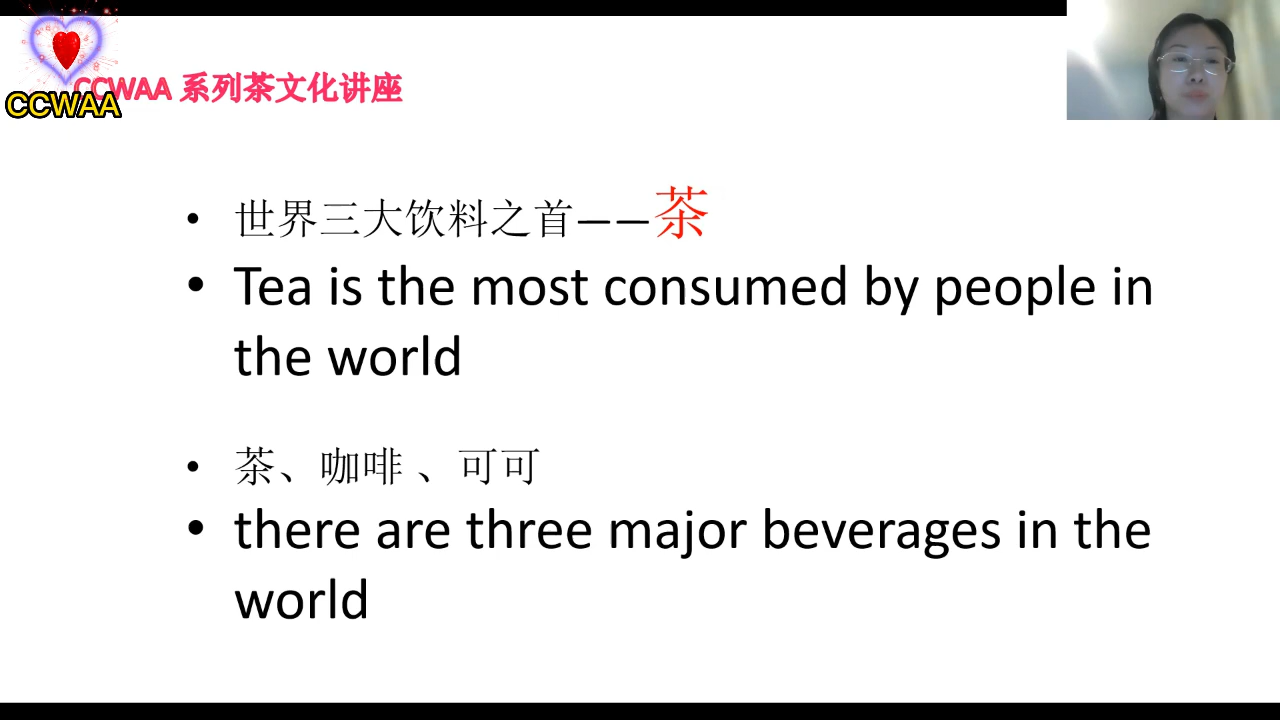 CCWAA 系列茶文化讲座
CCWAA
• 世界三大饮料之首——茶
• Tea is the most consumed by people in
the world
• 茶、咖啡 、可可
• there are three major beverages in the
world